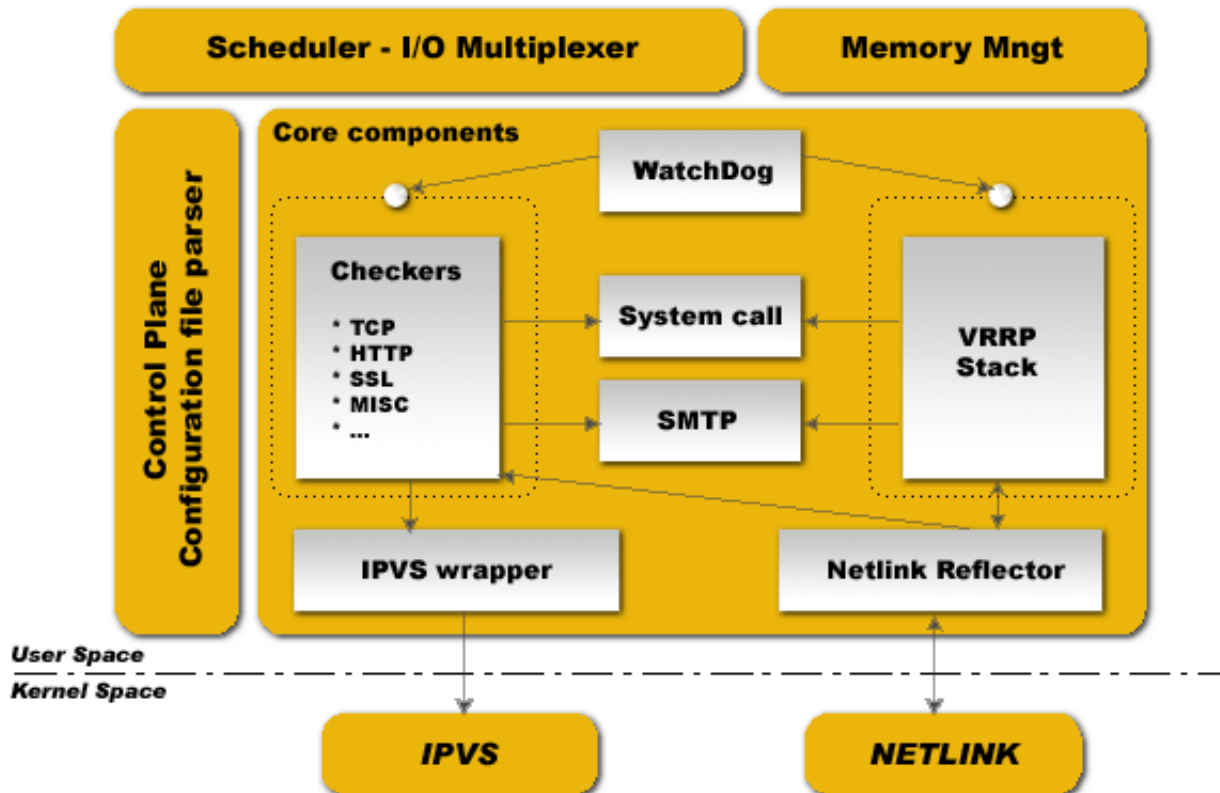 Scheduler - I/O Multiplexer
Memory Mngt
Control Plane
Configuration file parser
Core components
WatchDog
Checkers
* TCP
* HTTP
* SSL
* MISC
* ...
System call
SMTP
VRRP
Stack
IPVS wrapper
Netlink Reflector
User Space
Kernel Space
IPVS
NETLINK